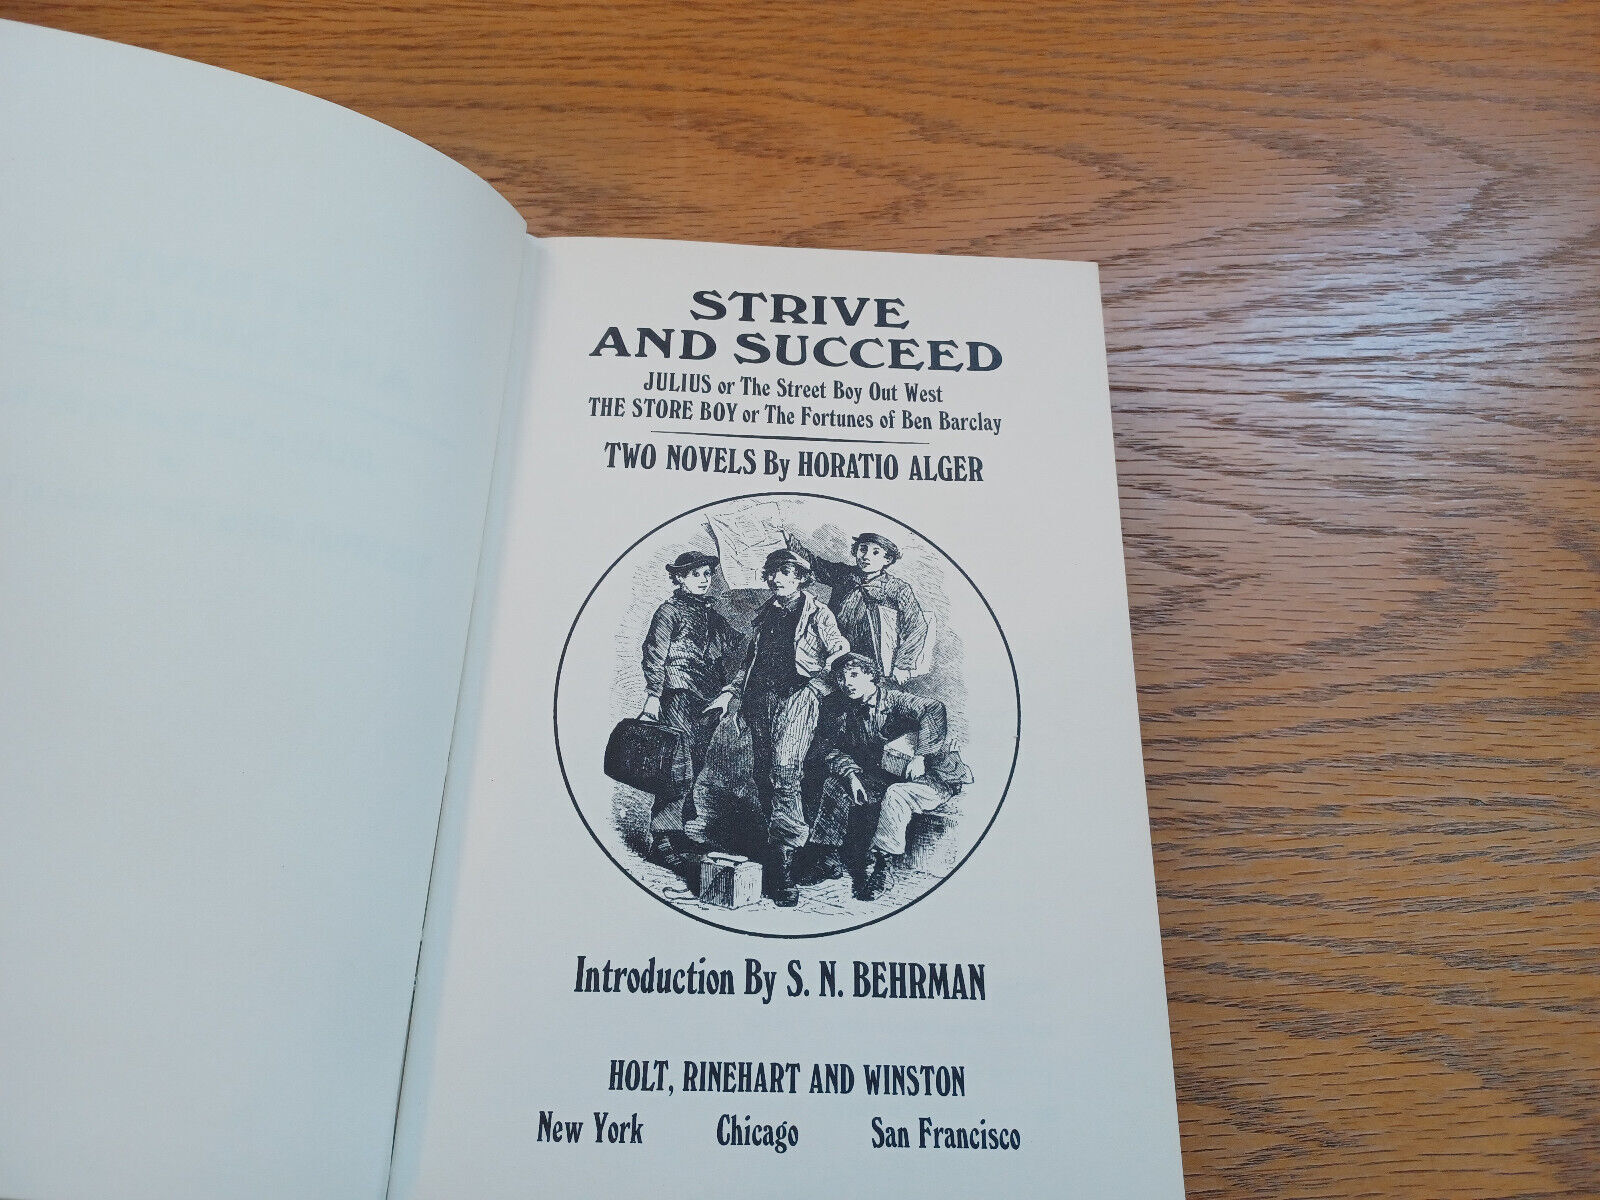 STRIVE
AND SUCCEED
JULIUS or The Street Boy Out West
THE STORE BOY or The Fortunes of Ben Barclay
TWO NOVELS By HORATIO ALGER
Introduction By S. N. BEHRMAN
HOLT, RINEHART AND WINSTON
New York Chicago San Francisco